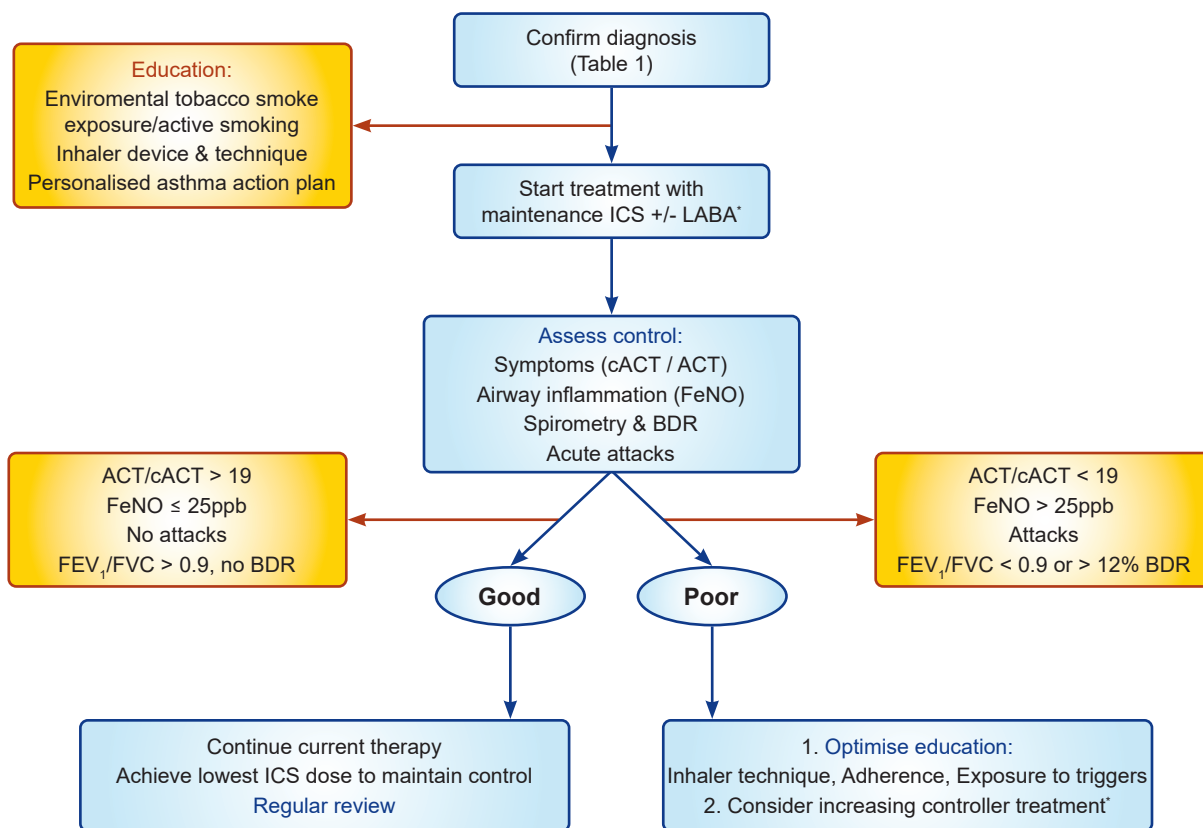 Confirm diagnosis
(Table 1)
Education:
Enviromental tobacco smoke
exposure/active smoking
Inhaler device & technique
Personalised asthma action plan
Start treatment with
maintenance ICS +/- LABA*
Assess control:
Symptoms (cACT / ACT)
Airway inflammation (FeNO)
Spirometry & BDR
Acute attacks
ACT/cACT > 19
FeNO ≤ 25ppb
No attacks
FEV₁/FVC > 0.9, no BDR
ACT/cACT < 19
FeNO > 25ppb
Attacks
FEV₁/FVC < 0.9 or > 12% BDR
Good
Poor
Continue current therapy
Achieve lowest ICS dose to maintain control
Regular review
1. Optimise education:
Inhaler technique, Adherence, Exposure to triggers
2. Consider increasing controller treatment*